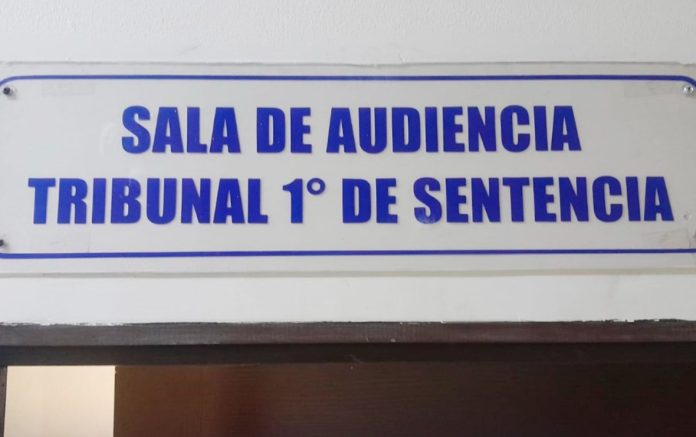 SALA DE AUDIENCIA
TRIBUNAL 1° DE SENTENCIA